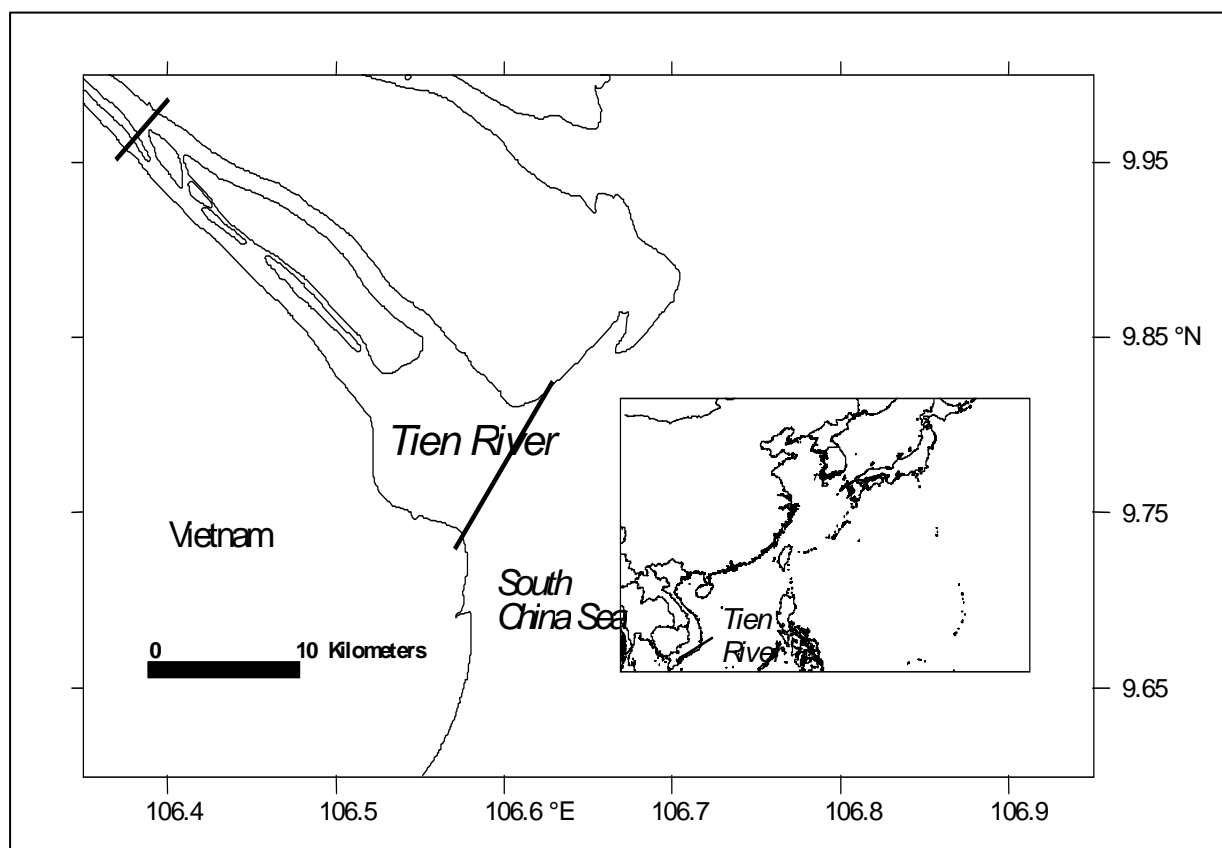 9.95
9.85 °N
Tien River
9.75
Vietnam
South
China Sea
Tien
River
0 10 Kilometers
9.65
106.4 106.5 106.6 °E 106.7 106.8 106.9